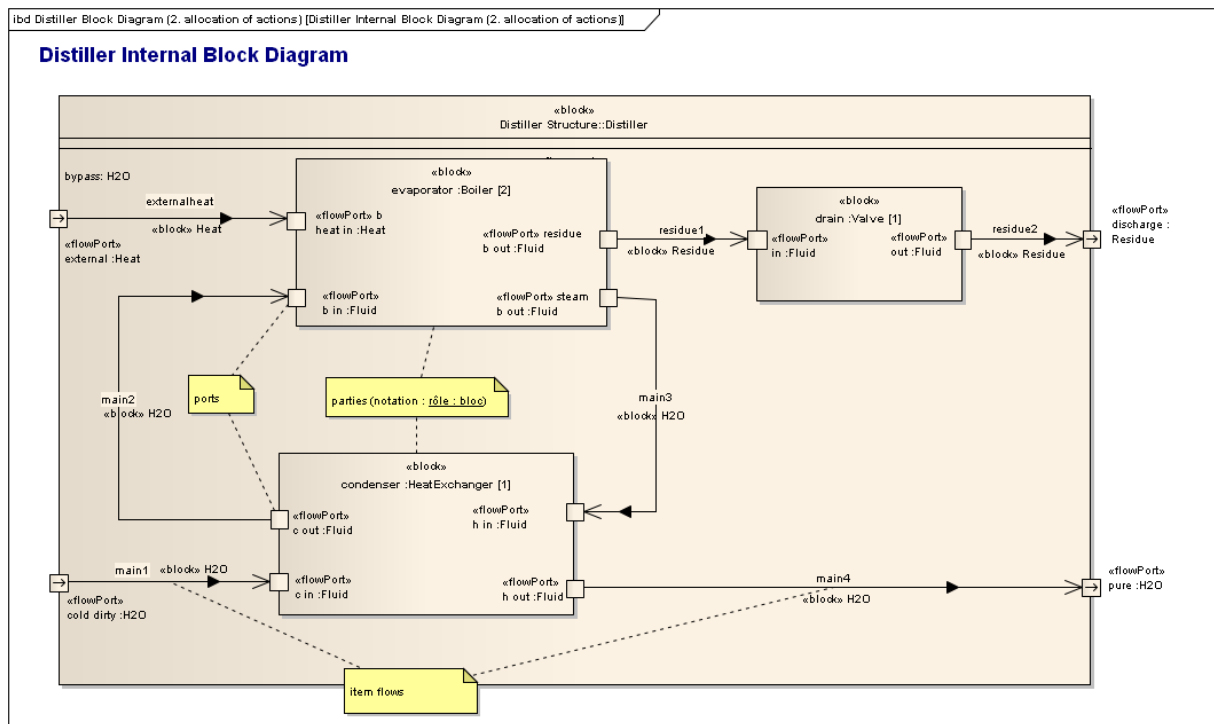 ibd Distiller Block Diagram (2. allocation of actions) [Distiller Internal Block Diagram (2. allocation of actions)]
Distiller Internal Block Diagram
«block»
Distiller Structure::Distiller
bypass: H2O
externalheat
«block» Heat
«flowPort»
external :Heat
«block»
evaporator :Boiler [2]
«flowPort» b
heat in :Heat
«flowPort» residue
b out :Fluid
«flowPort»
b in :Fluid
«flowPort» steam
b out :Fluid
residue1
«block» Residue
«block»
drain :Valve [1]
«flowPort»
in :Fluid
«flowPort»
out :Fluid
residue2
«block» Residue
«flowPort»
discharge :
Residue
main2
«block» H2O
ports
parties (notation : rôle : bloc)
main3
«block» H2O
«block»
condenser :HeatExchanger [1]
«flowPort»
c out :Fluid
«flowPort»
h in :Fluid
«flowPort»
c in :Fluid
«flowPort»
h out :Fluid
main1
«block» H2O
«flowPort»
cold dirty :H2O
main4
«block» H2O
«flowPort»
pure :H2O
item flows